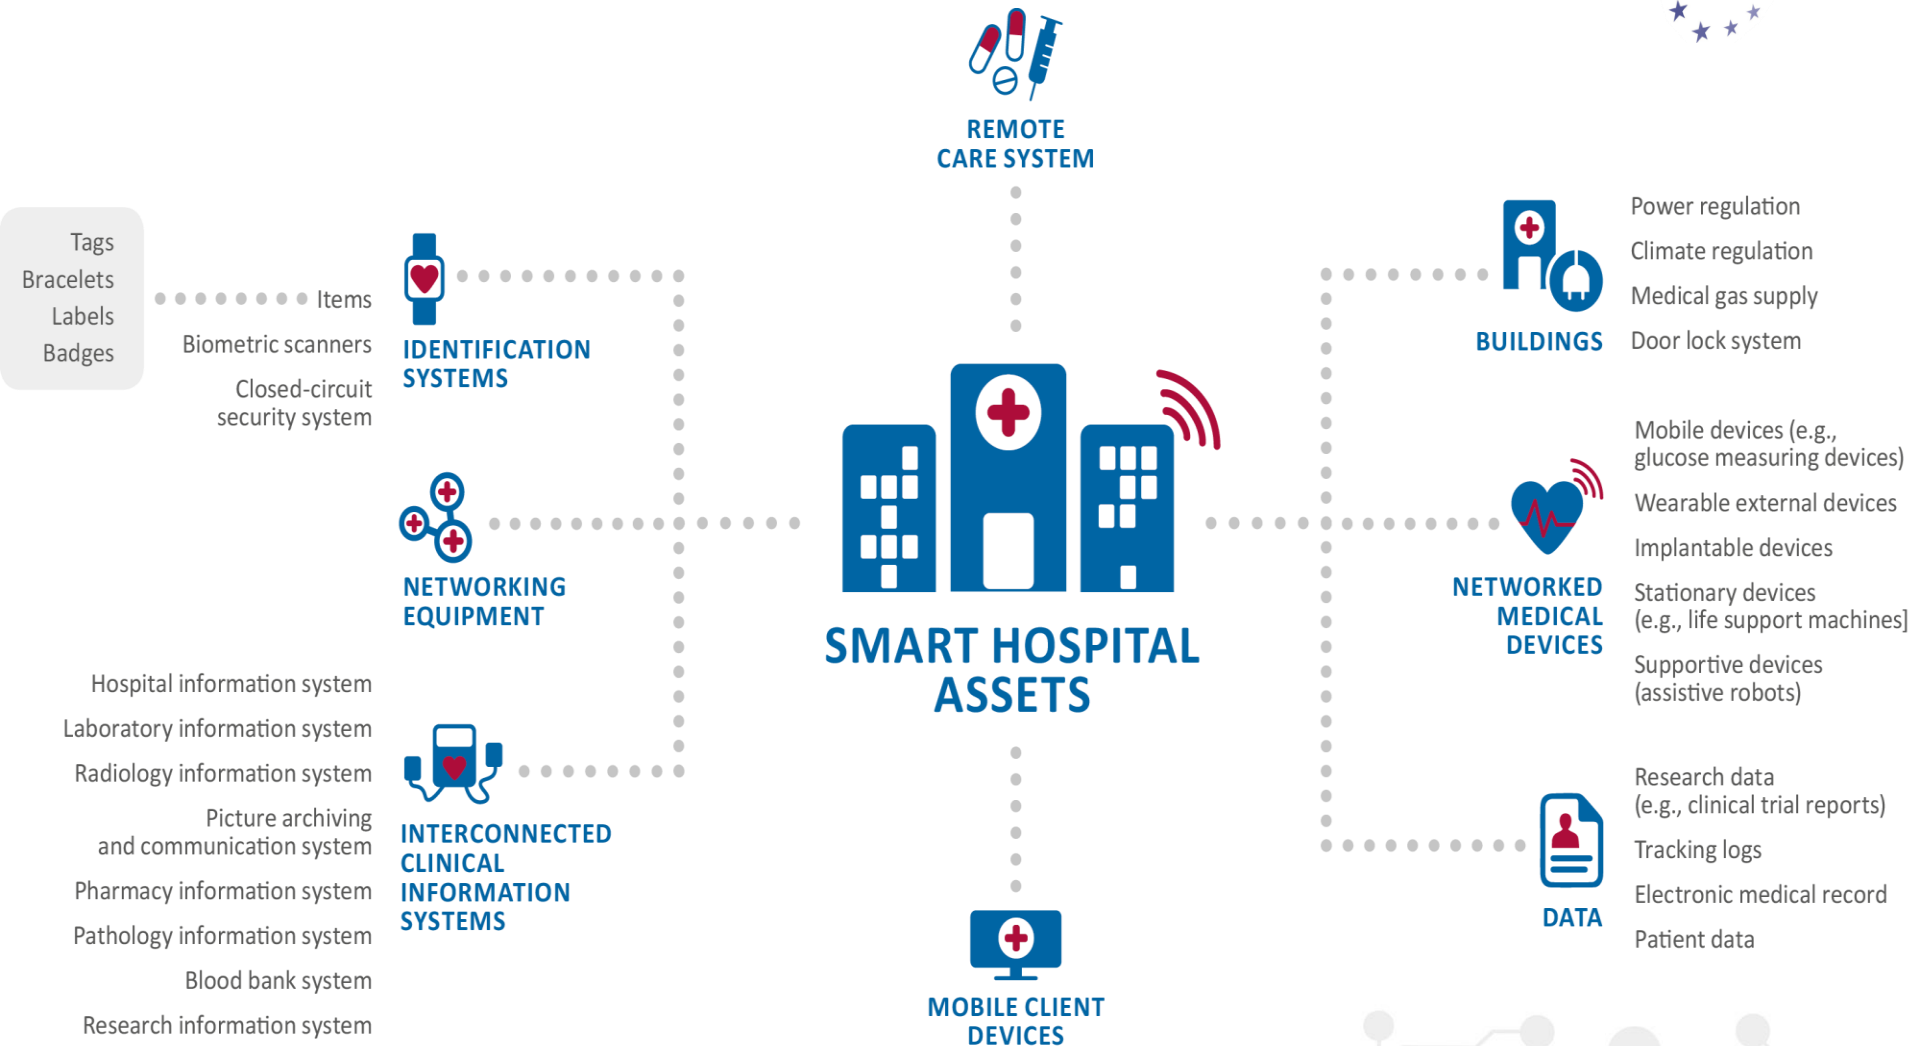 REMOTE
CARE SYSTEM
Tags
Bracelets
Labels
Badges
Items
Biometric scanners
Closed-circuit
security system
IDENTIFICATION
SYSTEMS
NETWORKING
EQUIPMENT
Hospital information system
Laboratory information system
Radiology information system
Picture archiving
and communication system
Pharmacy information system
Pathology information system
Blood bank system
Research information system
INTERCONNECTED
CLINICAL
INFORMATION
SYSTEMS
SMART HOSPITAL
ASSETS
MOBILE CLIENT
DEVICES
BUILDINGS
Power regulation
Climate regulation
Medical gas supply
Door lock system
NETWORKED
MEDICAL
DEVICES
Mobile devices (e.g.,
glucose measuring devices)
Wearable external devices
Implantable devices
Stationary devices
(e.g., life support machines]
Supportive devices
(assistive robots)
DATA
Research data
(e.g., clinical trial reports)
Tracking logs
Electronic medical record
Patient data